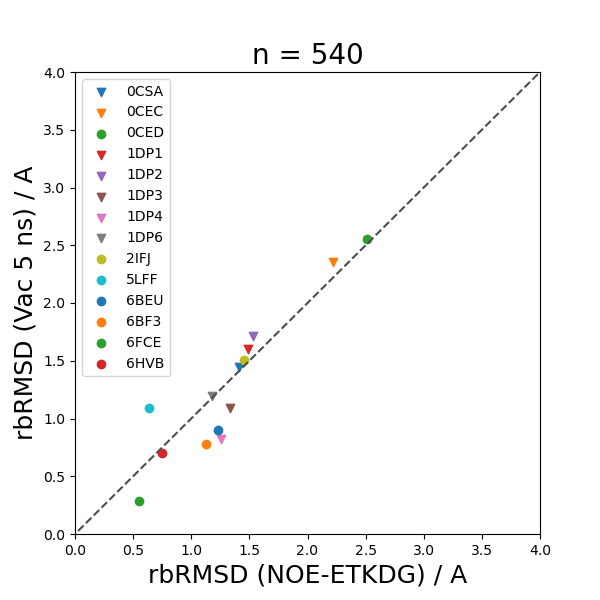 n = 540
rbRMSD (Vac 5 ns) / A
4.0
3.5
3.0
2.5
2.0
1.5
1.0
0.5
0.0
0CSA
0CEC
0CED
1DP1
1DP2
1DP3
1DP4
1DP6
2IFJ
5LFF
6BEU
6BF3
6FCE
6HVB
0.0 0.5 1.0 1.5 2.0 2.5 3.0 3.5 4.0
rbRMSD (NOE-ETKDG) / A